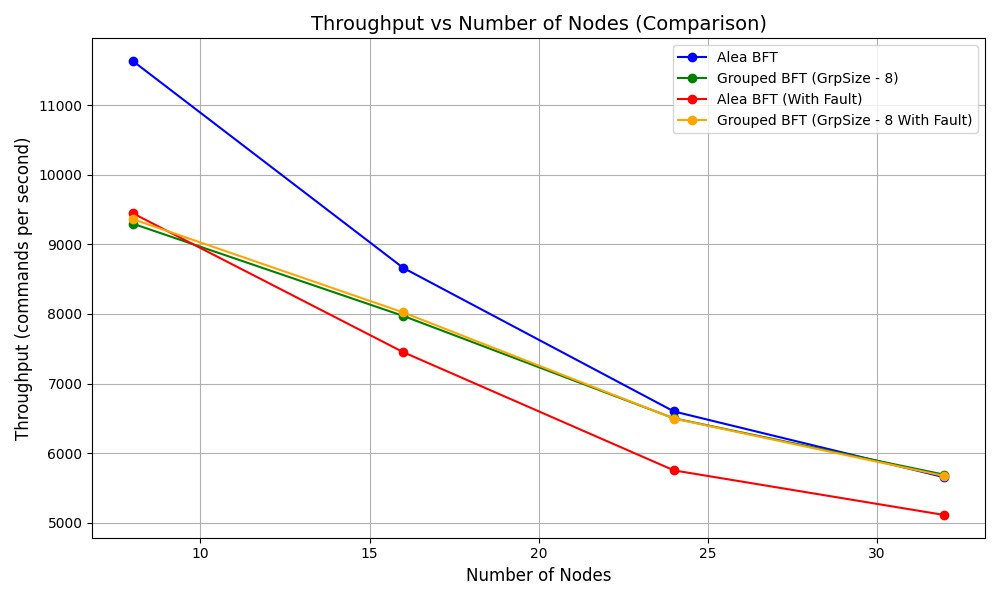 Throughput vs Number of Nodes (Comparison)
Throughput (commands per second)
11000
10000
9000
8000
7000
6000
5000
Alea BFT
Grouped BFT (GrpSize - 8)
Alea BFT (With Fault)
Grouped BFT (GrpSize - 8 With Fault)
10
15
20
25
30
Number of Nodes